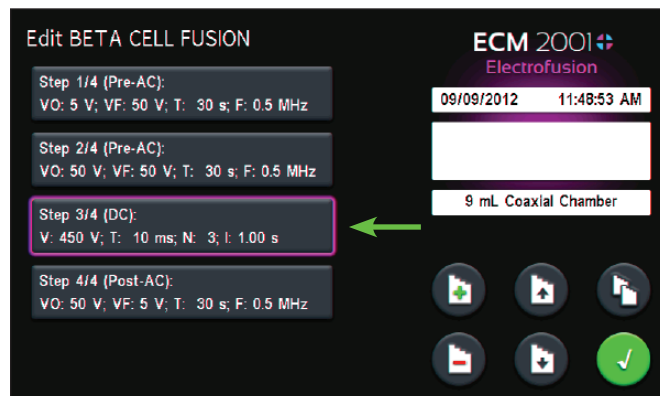 Edit BETA CELL FUSION
Step 1/4 (Pre-AC):
VO: 5 V; VF: 50 V; T: 30 s; F: 0.5 MHz
Step 2/4 (Pre-AC):
VO: 50 V; VF: 50 V; T: 30 s; F: 0.5 MHz
Step 3/4 (DC):
V: 450 V; T: 10 ms; N: 3; I: 1.00 s
Step 4/4 (Post-AC):
VO: 50 V; VF: 5 V; T: 30 s; F: 0.5 MHz
ECM 2001
Electrofusion
09/09/2012 11:48:53 AM
9 mL Coaxial Chamber